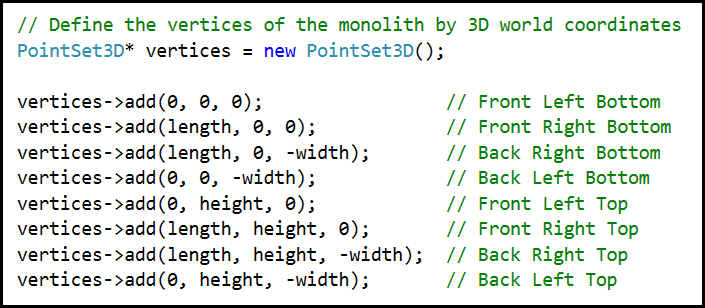 // Define the vertices of the monolith by 3D world coordinates
PointSet3D* vertices = new PointSet3D();
vertices->add(0, 0, 0); // Front Left Bottom
vertices->add(length, 0, 0); // Front Right Bottom
vertices->add(length, 0, -width); // Back Right Bottom
vertices->add(0, 0, -width); // Back Left Bottom
vertices->add(0, height, 0); // Front Left Top
vertices->add(length, height, 0); // Front Right Top
vertices->add(length, height, -width); // Back Right Top
vertices->add(0, height, -width); // Back Left Top